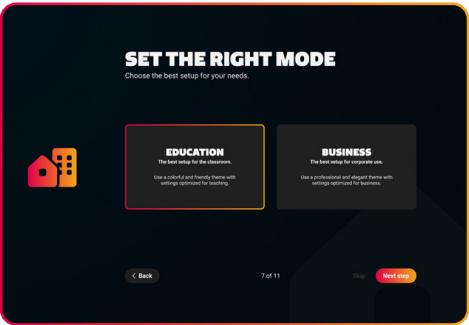 SET THE RIGHT MODE
Choose the best setup for your needs.
EDUCATION
The best setup for the classroom.
Use a colorful and friendly theme with
settings optimized for teaching.
BUSINESS
The best setup for corporate use.
Use a professional and elegant theme with
settings optimized for business.
< Back
7 of 11
Skip
Next step